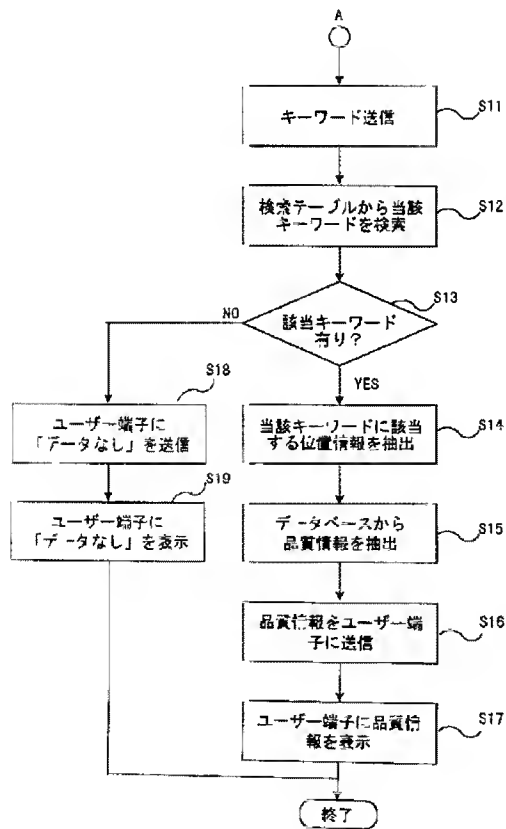 A
キーワード送信
S11
検索テーブルから当該
キーワードを検索
S12
該当キーワード
有り？
S13
NO
YES
S18
ユーザー端子に
「データなし」を送信
当該キーワードに該当
する位置情報を抽出
S14
S19
ユーザー端子に
「データなし」を表示
データベースから
品質情報を抽出
S15
品質情報をユーザー端
子に送信
S16
ユーザー端子に品質情
報を表示
S17
終了